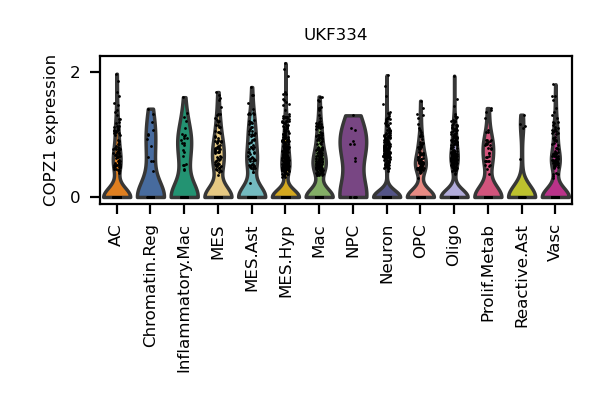 UKF334
COPZ1 expression
2
0
AC
Chromatin.Reg
Inflammatory.Mac
MES
MES.Ast
MES.Hyp
Mac
NPC
Neuron
OPC
Oligo
Prolif.Metab
Reactive.Ast
Vasc